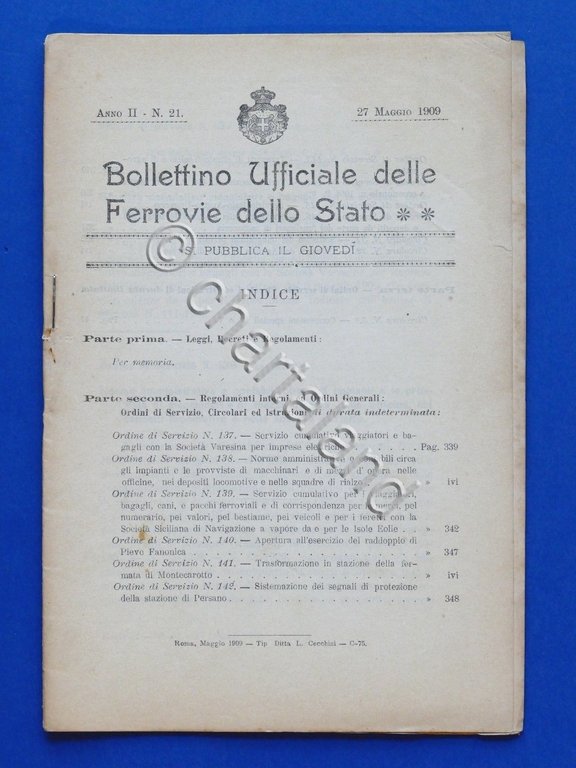 Anno II - N. 21.
27 Maggio 1909
Bollettino Ufficiale delle
Ferrovie dello Stato
SI PUBBLICA IL GIOVEDÍ
INDICE
Parte prima. — Leggi, Decreti e Regolamenti:
Per memoria.
Parte seconda. — Regolamenti interni ed Ordini Generali:
Ordini di Servizio, Circolari ed Istruzioni di durata indeterminata:
Ordine di Servizio N. 137. — Servizio cumulativo viaggiatori e ba-
gagli con la Società Varesina per imprese elettriche . . . . Pag. 339
Ordine di Servizio N. 138. — Norme amministrative contabili circa
gli impianti e le provviste di macchinari e di mezzi d'opera nelle
officine, nei depositi locomotive e nelle squadre di rialzo . . . ivi
Ordine di Servizio N. 139. — Servizio cumulativo per i viaggiatori,
bagagli, cani, e pacchi ferroviali e di corrispondenza per le merci, pel
numerario, pei valori, pel bestiame, pei veicoli e per i feretri con la
Società Siciliana di Navigazione a vapore da e per le Isole Eolie . . » 342
Ordine di Servizio N. 140. — Apertura all'esercizio del raddoppio di
Pieve Fanonica . . . . . . . . . . » 347
Ordine di Servizio N. 141. — Trasformazione in stazione della fer-
mata di Montecarotto . . . . . . . . . . » ivi
Ordine di Servizio N. 142. — Sistemazione dei segnali di protezione
della stazione di Persano . . . . . . . . . . » 348
Roma, Maggio 1909 — Tip Ditta L. Cecchini — C-75.
© chartaland